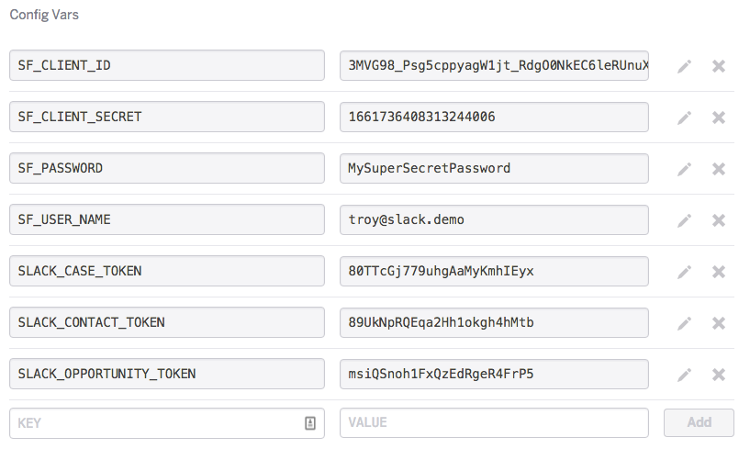 Config Vars
SF_CLIENT_ID 3MVG98_Psg5cppyagW1jt_RdgO0NkEC6leRUnuX
SF_CLIENT_SECRET 1661736408313244006
SF_PASSWORD MySuperSecretPassword
SF_USER_NAME troy@slack.demo
SLACK_CASE_TOKEN 80TTcGj779uhgAaMyKmhIEyx
SLACK_CONTACT_TOKEN 89UkNpRQEqa2Hh1okgh4hMtb
SLACK_OPPORTUNITY_TOKEN msiQSnoh1FxQzEdRgeR4FrP5
KEY VALUE Add